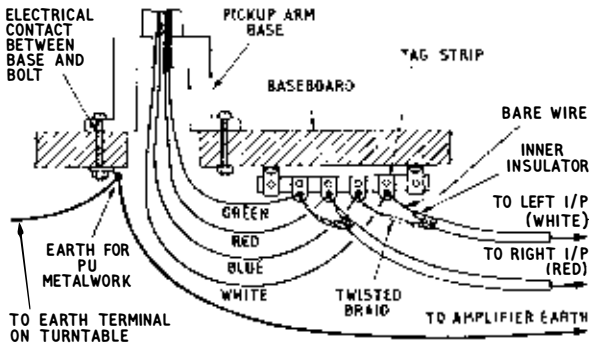 ELECTRICAL
CONTACT
BETWEEN
BASE AND
BOLT
PICKUP ARM
BASE
TAG STRIP
BASEBOARD
BARE WIRE
INNER
INSULATOR
TO LEFT I/P
(WHITE)
TO RIGHT I/P
(RED)
GREEN
RED
BLUE
WHITE
EARTH FOR
PU
METALWORK
TWISTED
BRAID
TO EARTH TERMINAL
ON TURNTABLE
TO AMPLIFIER EARTH